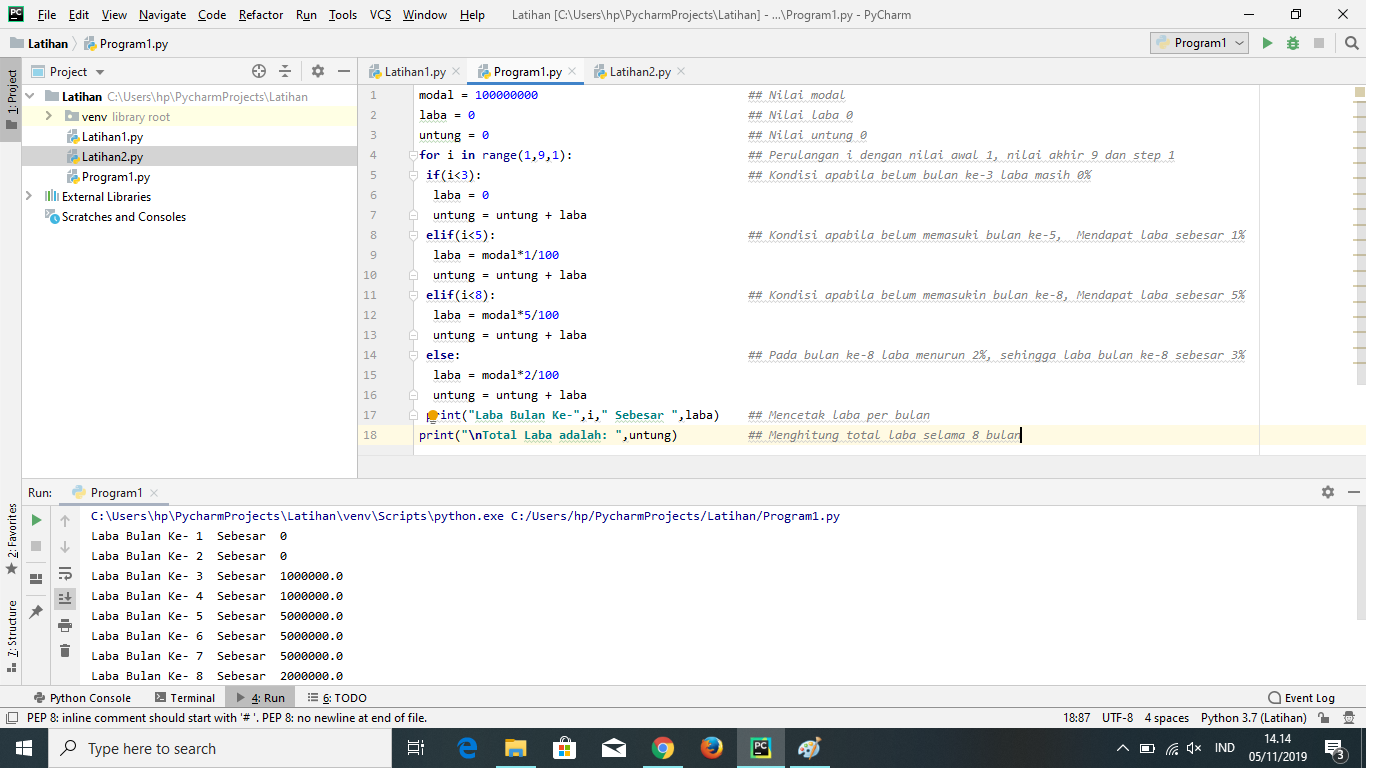 File Edit View Navigate Code Refactor Run Tools VCS Window Help Latihan [C:\Users\hp\PycharmProjects\Latihan] - ...\Program1.py - PyCharm
Latihan Program1.py Program1
1: Project
Project
Latihan1.py Program1.py Latihan2.py
Latihan C:\Users\hp\PycharmProjects\Latihan
venv library root
Latihan1.py
Latihan2.py
Program1.py
External Libraries
Scratches and Consoles
1 modal = 100000000 ## Nilai modal
2 laba = 0 ## Nilai laba 0
3 untung = 0 ## Nilai untung 0
4 for i in range(1,9,1): ## Perulangan i dengan nilai awal 1, nilai akhir 9 dan step 1
5 if(i<3): ## Kondisi apabila belum bulan ke-3 laba masih 0%
6 laba = 0
7 untung = untung + laba
8 elif(i<5): ## Kondisi apabila belum memasuki bulan ke-5, Mendapat laba sebesar 1%
9 laba = modal*1/100
10 untung = untung + laba
11 elif(i<8): ## Kondisi apabila belum memasukin bulan ke-8, Mendapat laba sebesar 5%
12 laba = modal*5/100
13 untung = untung + laba
14 else: ## Pada bulan ke-8 laba menurun 2%, sehingga laba bulan ke-8 sebesar 3%
15 laba = modal*2/100
16 untung = untung + laba
17 print("Laba Bulan Ke-",i," Sebesar ",laba) ## Mencetak laba per bulan
18 print("\nTotal Laba adalah: ",untung) ## Menghitung total laba selama 8 bulan
Run: Program1
C:\Users\hp\PycharmProjects\Latihan\venv\Scripts\python.exe C:/Users/hp/PycharmProjects/Latihan/Program1.py
Laba Bulan Ke- 1 Sebesar 0
Laba Bulan Ke- 2 Sebesar 0
Laba Bulan Ke- 3 Sebesar 1000000.0
Laba Bulan Ke- 4 Sebesar 1000000.0
Laba Bulan Ke- 5 Sebesar 5000000.0
Laba Bulan Ke- 6 Sebesar 5000000.0
Laba Bulan Ke- 7 Sebesar 5000000.0
Laba Bulan Ke- 8 Sebesar 2000000.0
2: Favorites
7: Structure
Python Console Terminal 4: Run 6: TODO Event Log
PEP 8: inline comment should start with '# '. PEP 8: no newline at end of file. 18:87 UTF-8 4 spaces Python 3.7 (Latihan)
Type here to search PC IND 14.14
05/11/2019 3